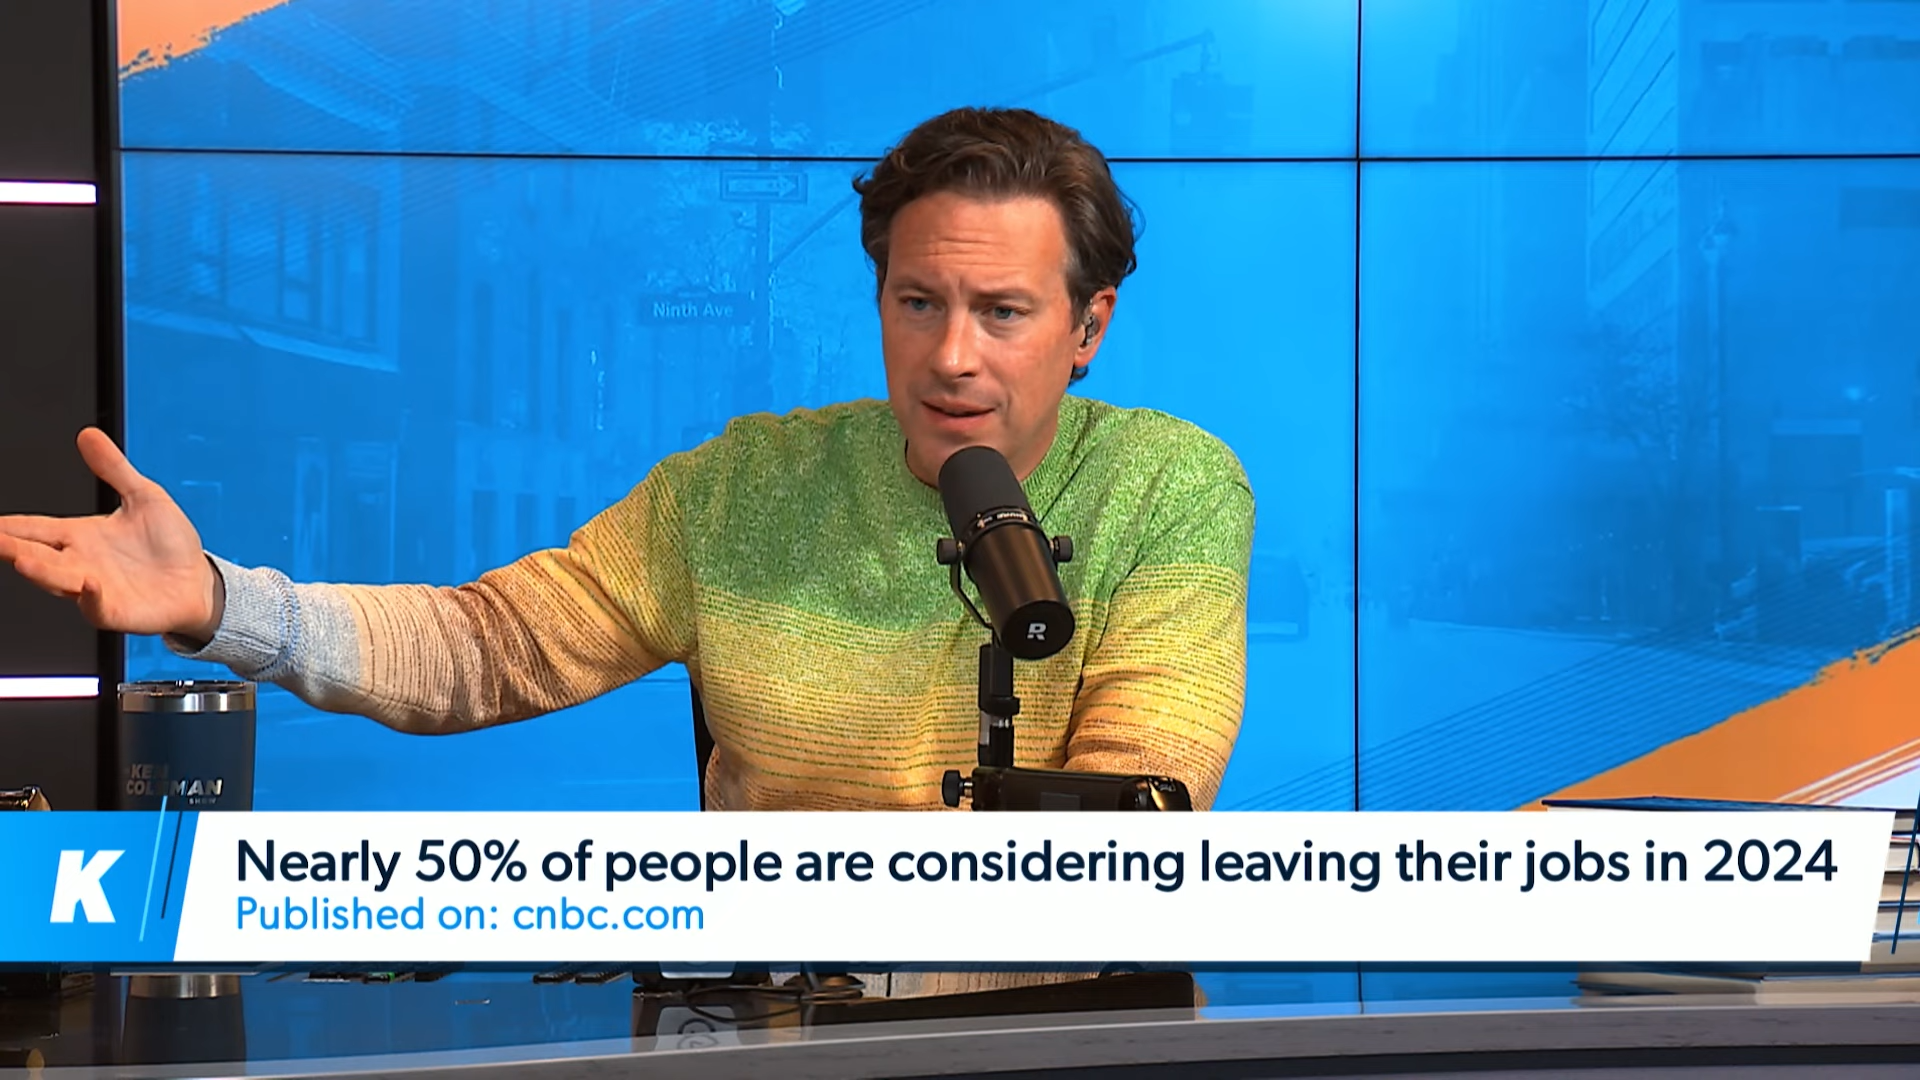 Ninth Ave
KEN
COLEMAN
SHOW
R
K
Nearly 50% of people are considering leaving their jobs in 2024
Published on: cnbc.com